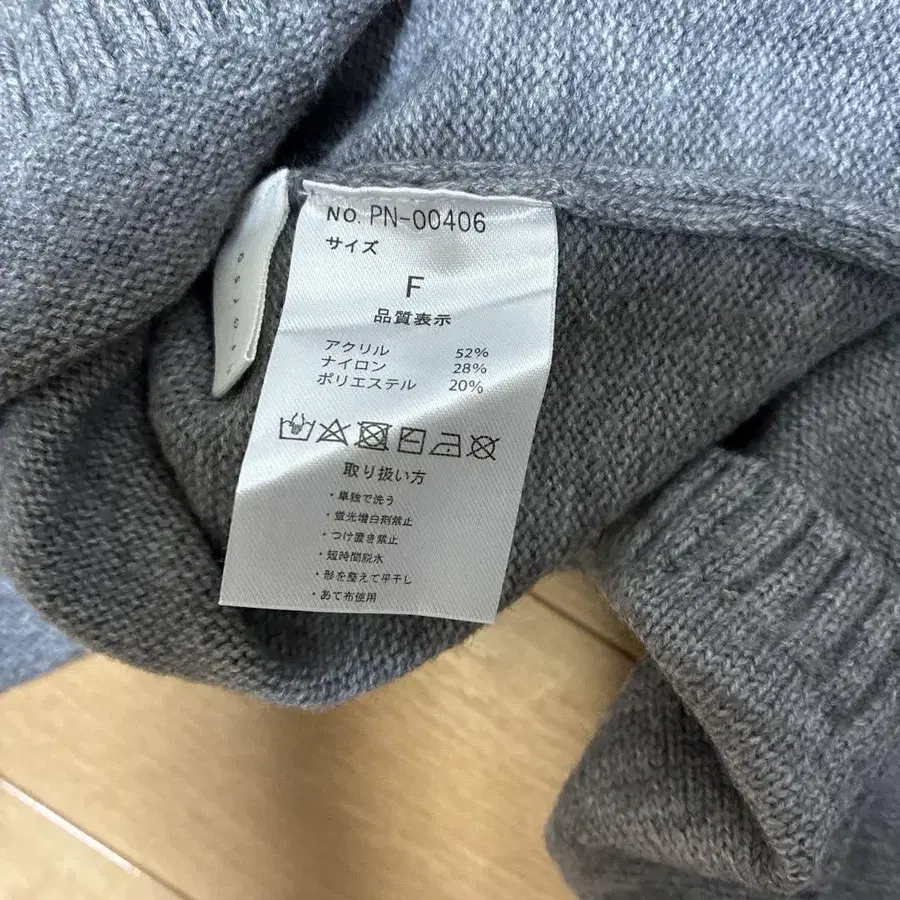 NO. PN-00406
サイズ
F
品質表示
アクリル 52%
ナイロン 28%
ポリエステル 20%
取り扱い方
・単独で洗う
・蛍光増白剤禁止
・つけ置き禁止
・短時間脱水
・形を整えて平干し
・あて布使用